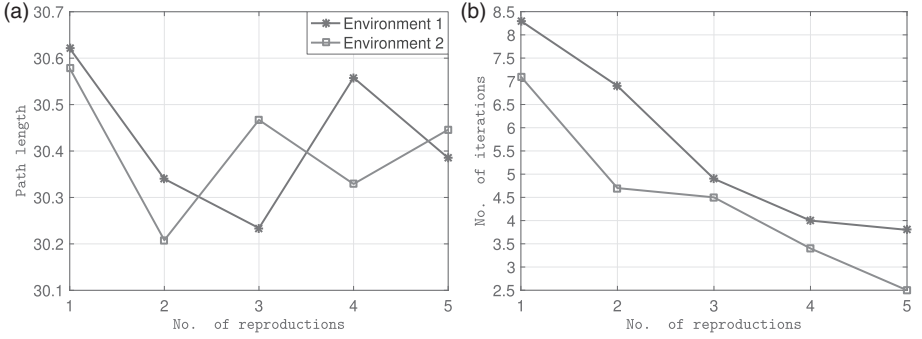 (a)
30.7
30.6
30.5
30.4
30.3
30.2
30.1
Path length
Environment 1
Environment 2
1 2 3 4 5
No. of reproductions
(b)
8.5
8
7.5
7
6.5
6
5.5
5
4.5
4
3.5
3
2.5
No. of iterations
1 2 3 4 5
No. of reproductions